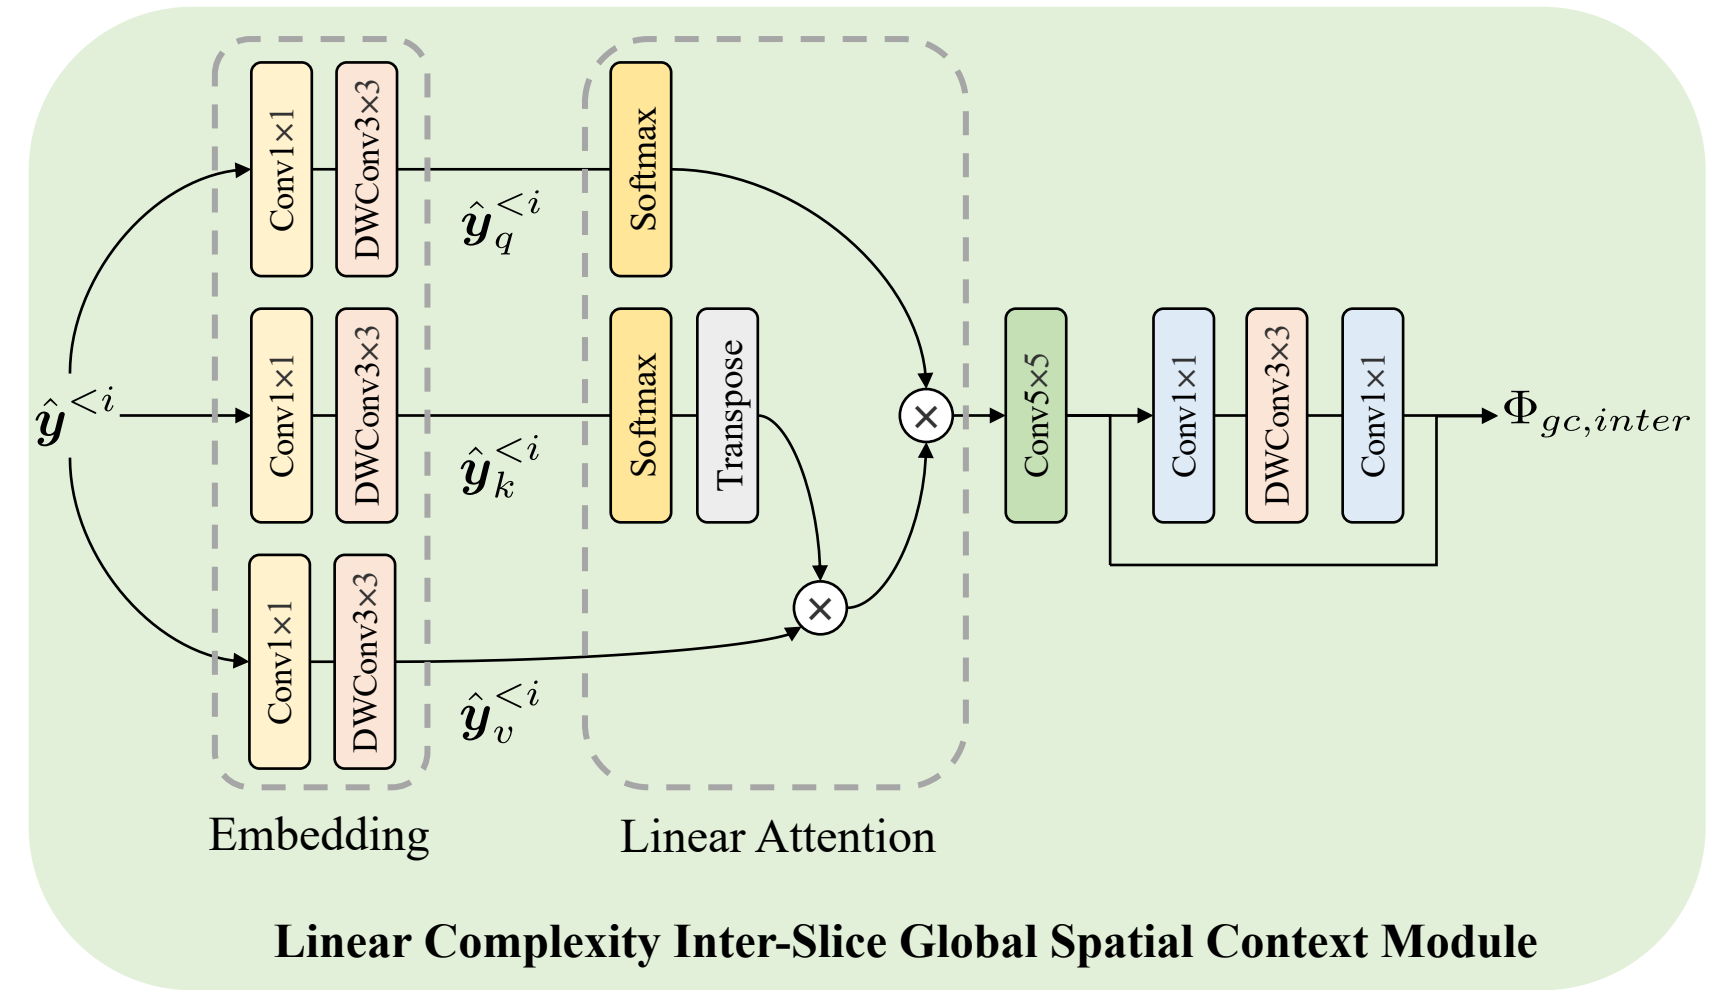 ŷ^{<i}
Conv1×1
DWConv3×3
ŷ_q^{<i}
Softmax
×
Conv1×1
DWConv3×3
ŷ_k^{<i}
Softmax
Transpose
×
Conv1×1
DWConv3×3
ŷ_v^{<i}
Conv5×5
Conv1×1
DWConv3×3
Conv1×1
Φ_{gc,inter}
Embedding
Linear Attention
Linear Complexity Inter-Slice Global Spatial Context Module